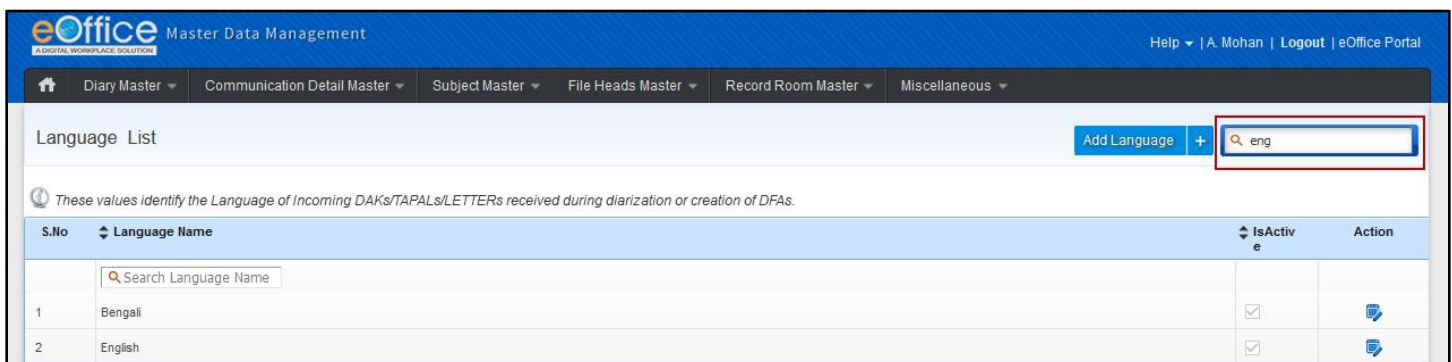 eOffice Master Data Management
A DIGITAL WORKPLACE SOLUTION
Help | A. Mohan | Logout | eOffice Portal
Diary Master Communication Detail Master Subject Master File Heads Master Record Room Master Miscellaneous
Language List Add Language + eng
These values identify the Language of Incoming DAKs/TAPALs/LETTERs received during diarization or creation of DFAs.
S.No Language Name IsActiv Action
e
Search Language Name
1 Bengali
2 English